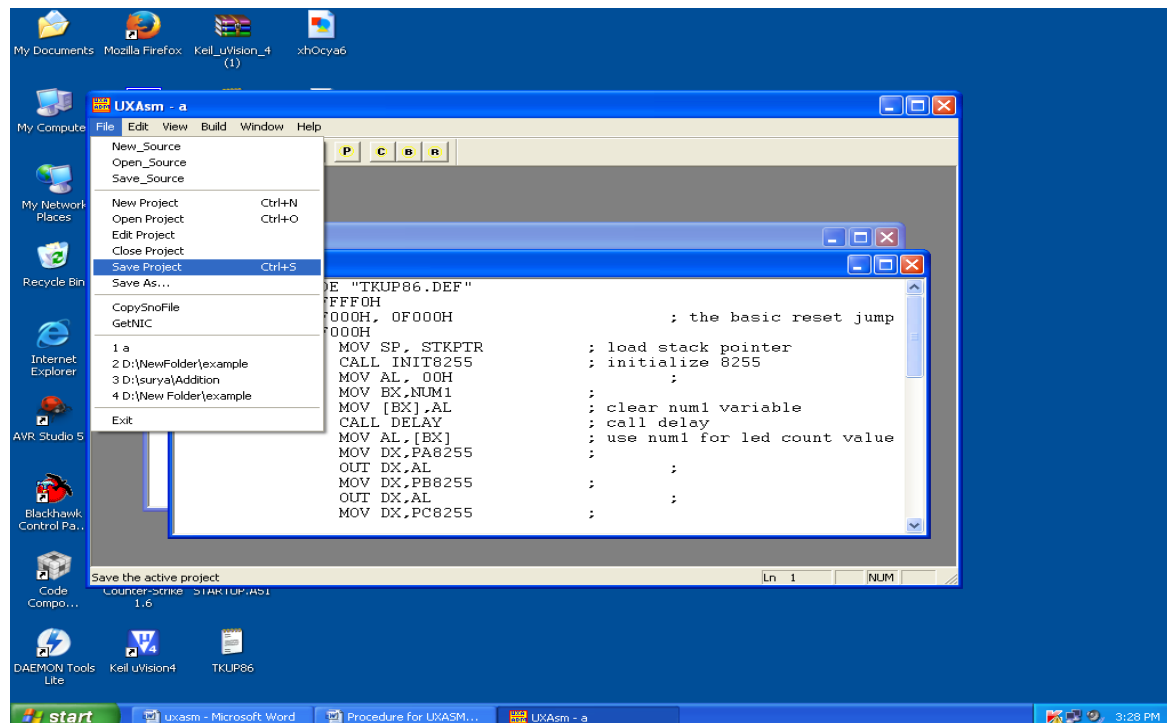 My Documents
Mozilla Firefox
Keil_uVision_4
(1)
xhOcya6
My Compute
My Network
Places
Recycle Bin
Internet
Explorer
AVR Studio 5
Blackhawk
Control Pa..
Code
Compo...
Counter-Strike
1.6
STARTUP.A51
DAEMON Tools
Lite
Keil uVision4
TKUP86
UXAsm - a
File Edit View Build Window Help
P C B R
New_Source
Open_Source
Save_Source
New Project Ctrl+N
Open Project Ctrl+O
Edit Project
Close Project
Save Project Ctrl+S
Save As...
CopySnoFile
GetNIC
1 a
2 D:\NewFolder\example
3 D:\surya\Addition
4 D:\New Folder\example
Exit
DE "TKUP86.DEF"
FFFF0H
F000H, 0F000H ; the basic reset jump
F000H
MOV SP, STKPTR ; load stack pointer
CALL INIT8255 ; initialize 8255
MOV AL, 00H ;
MOV BX,NUM1 ;
MOV [BX],AL ; clear num1 variable
CALL DELAY ; call delay
MOV AL,[BX] ; use num1 for led count value
MOV DX,PA8255 ;
OUT DX,AL ;
MOV DX,PB8255 ;
OUT DX,AL ;
MOV DX,PC8255 ;
Save the active project
Ln 1
NUM
start
uxasm - Microsoft Word
Procedure for UXASM...
UXAsm - a
3:28 PM